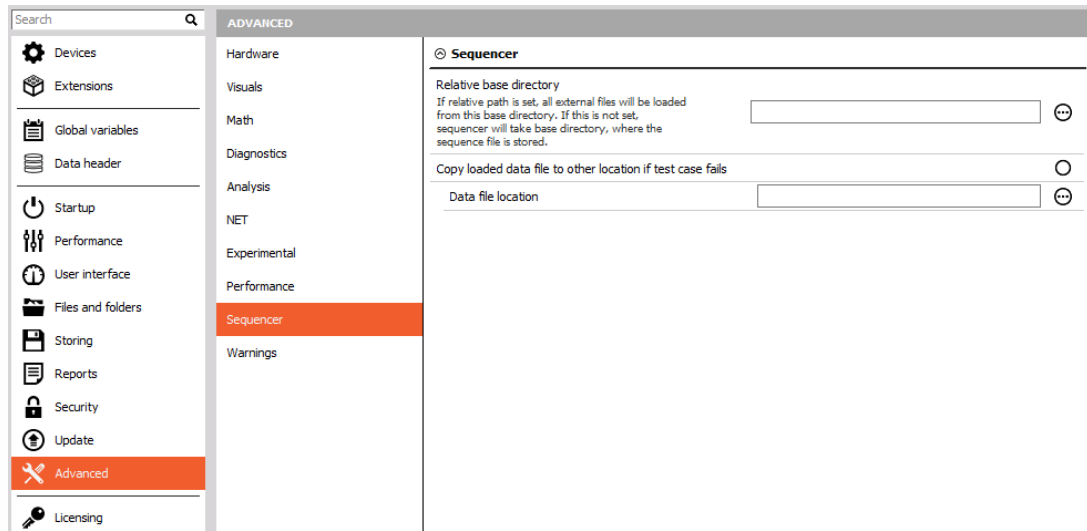 Search
Devices
Extensions
Global variables
Data header
Startup
Performance
User interface
Files and folders
Storing
Reports
Security
Update
Advanced
Licensing
ADVANCED
Hardware
Visuals
Math
Diagnostics
Analysis
NET
Experimental
Performance
Sequencer
Warnings
Sequencer
Relative base directory
If relative path is set, all external files will be loaded
from this base directory. If this is not set,
sequencer will take base directory, where the
sequence file is stored.
Copy loaded data file to other location if test case fails
Data file location